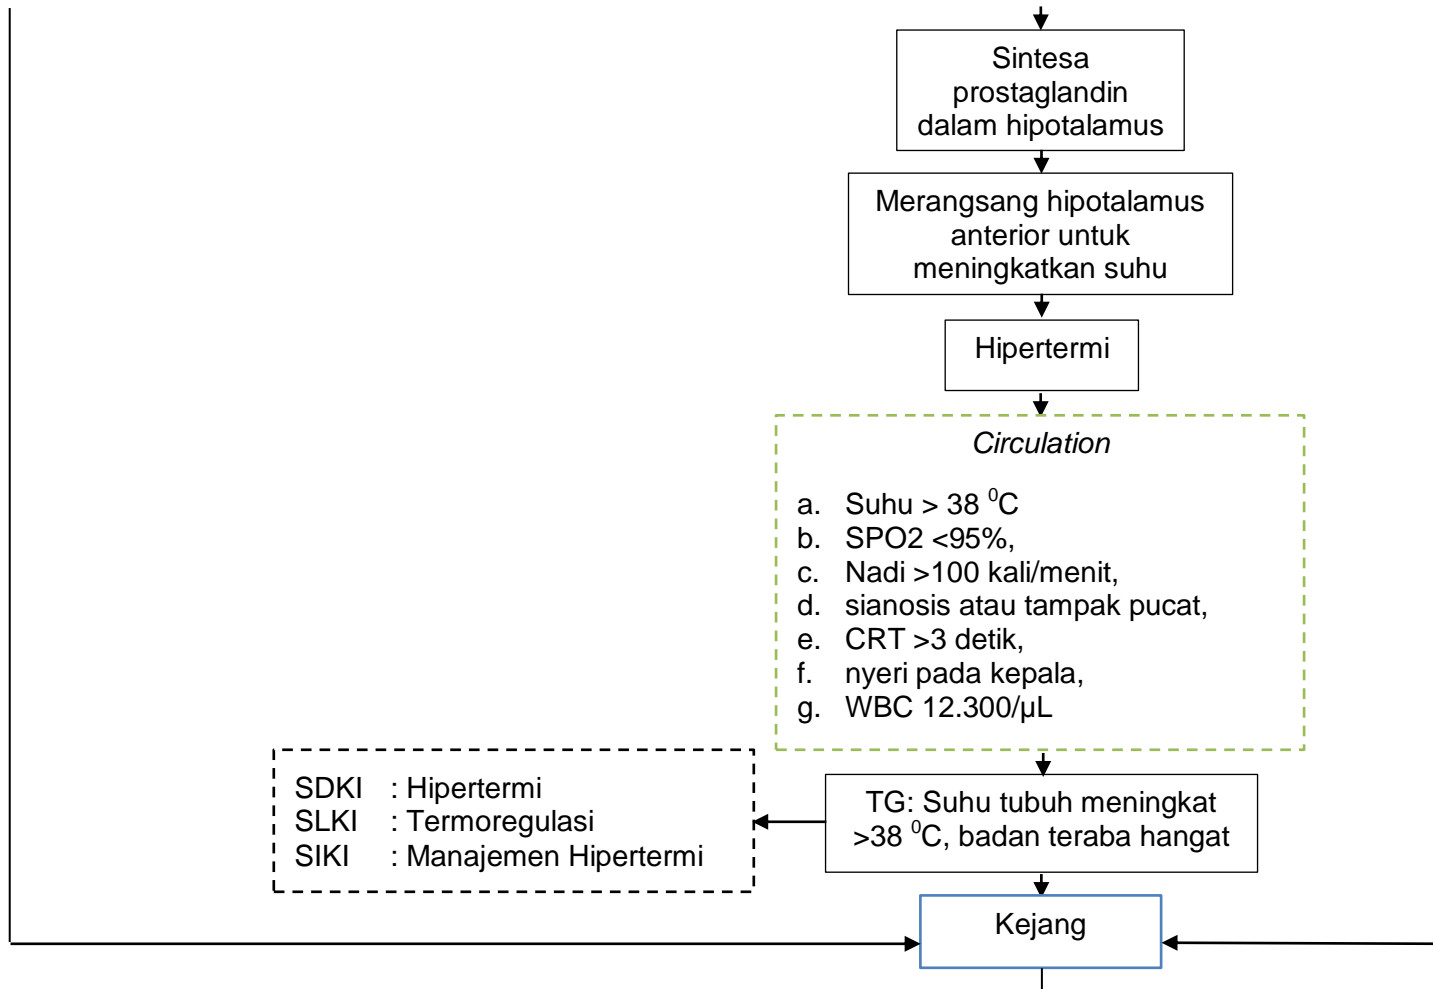 Sintesa
prostaglandin
dalam hipotalamus
Merangsang hipotalamus
anterior untuk
meningkatkan suhu
Hipertermi
Circulation
a. Suhu > 38 ⁰C
b. SPO2 <95%,
c. Nadi >100 kali/menit,
d. sianosis atau tampak pucat,
e. CRT >3 detik,
f. nyeri pada kepala,
g. WBC 12.300/µL
SDKI : Hipertermi
SLKI : Termoregulasi
SIKI : Manajemen Hipertermi
TG: Suhu tubuh meningkat
>38 ⁰C, badan teraba hangat
Kejang